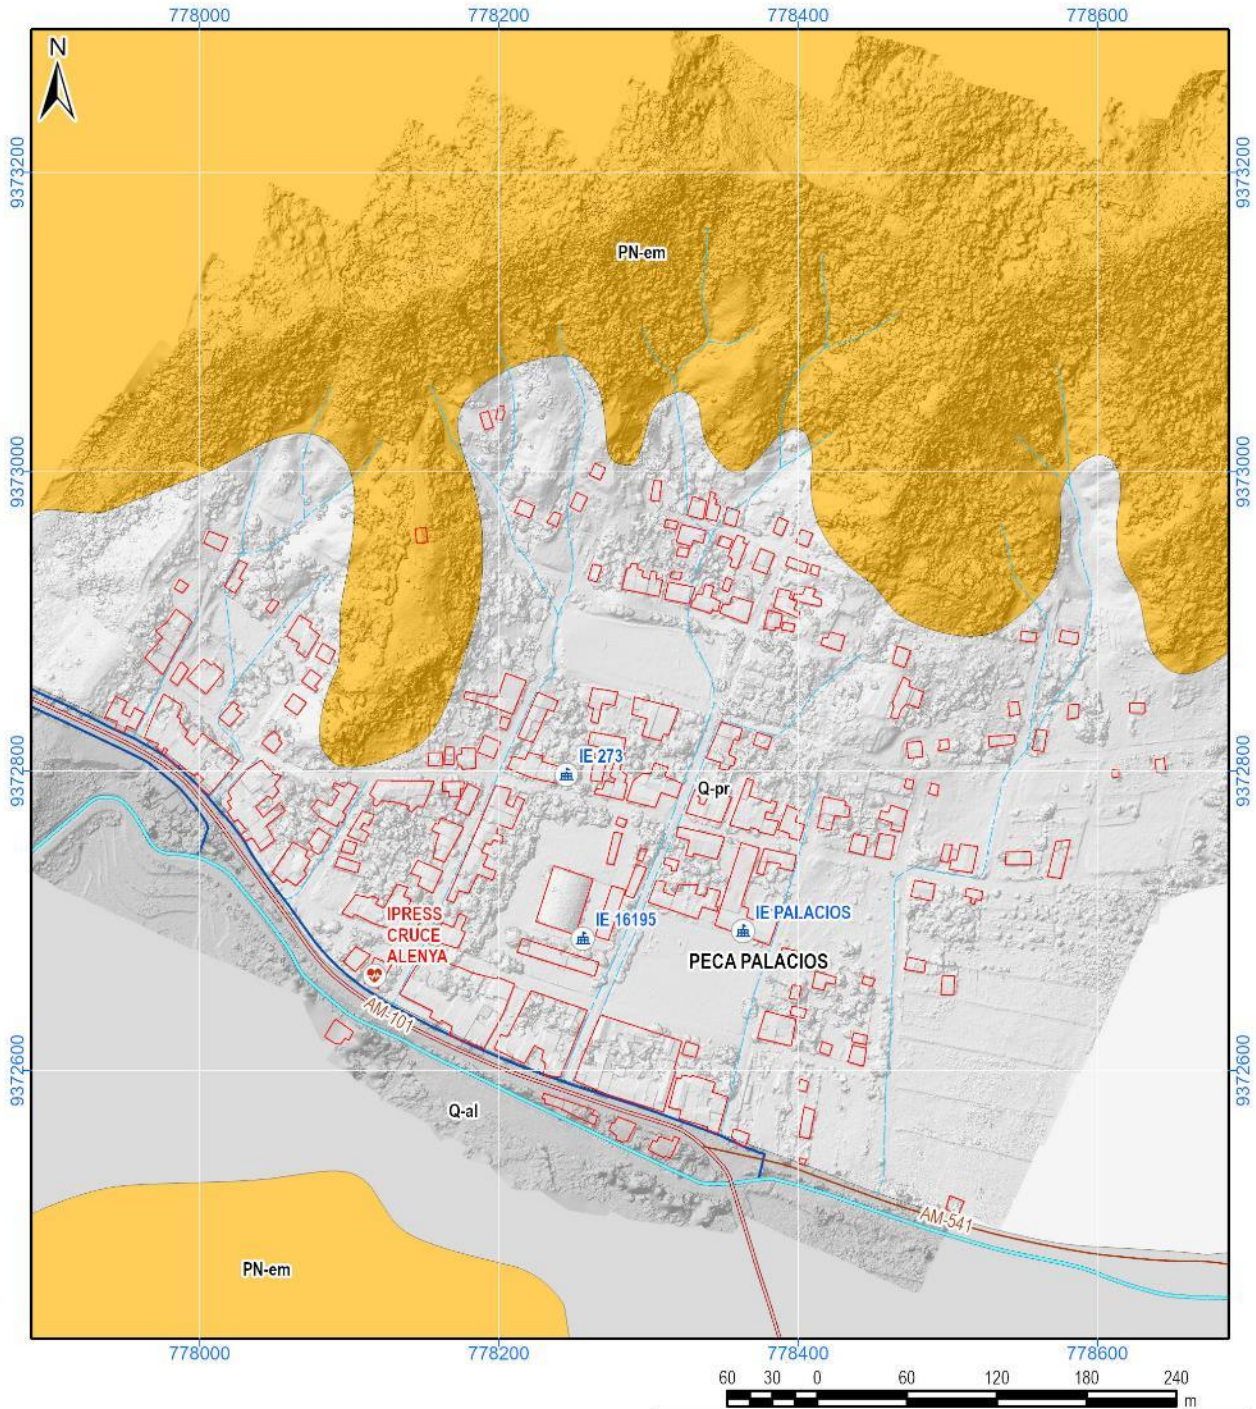 778000 778200 778400 778600
N
9373200 9373200
PN-em
9373000 9373000
9372800 9372800
IE 273
Q-pr
IPRESS
CRUCE
ALENYA
IE 16195
IE PALACIOS
PECA PALACIOS
AM-101
9372600 9372600
Q-al
AM-541
PN-em
778000 778200 778400 778600
60 30 0 60 120 180 240
m